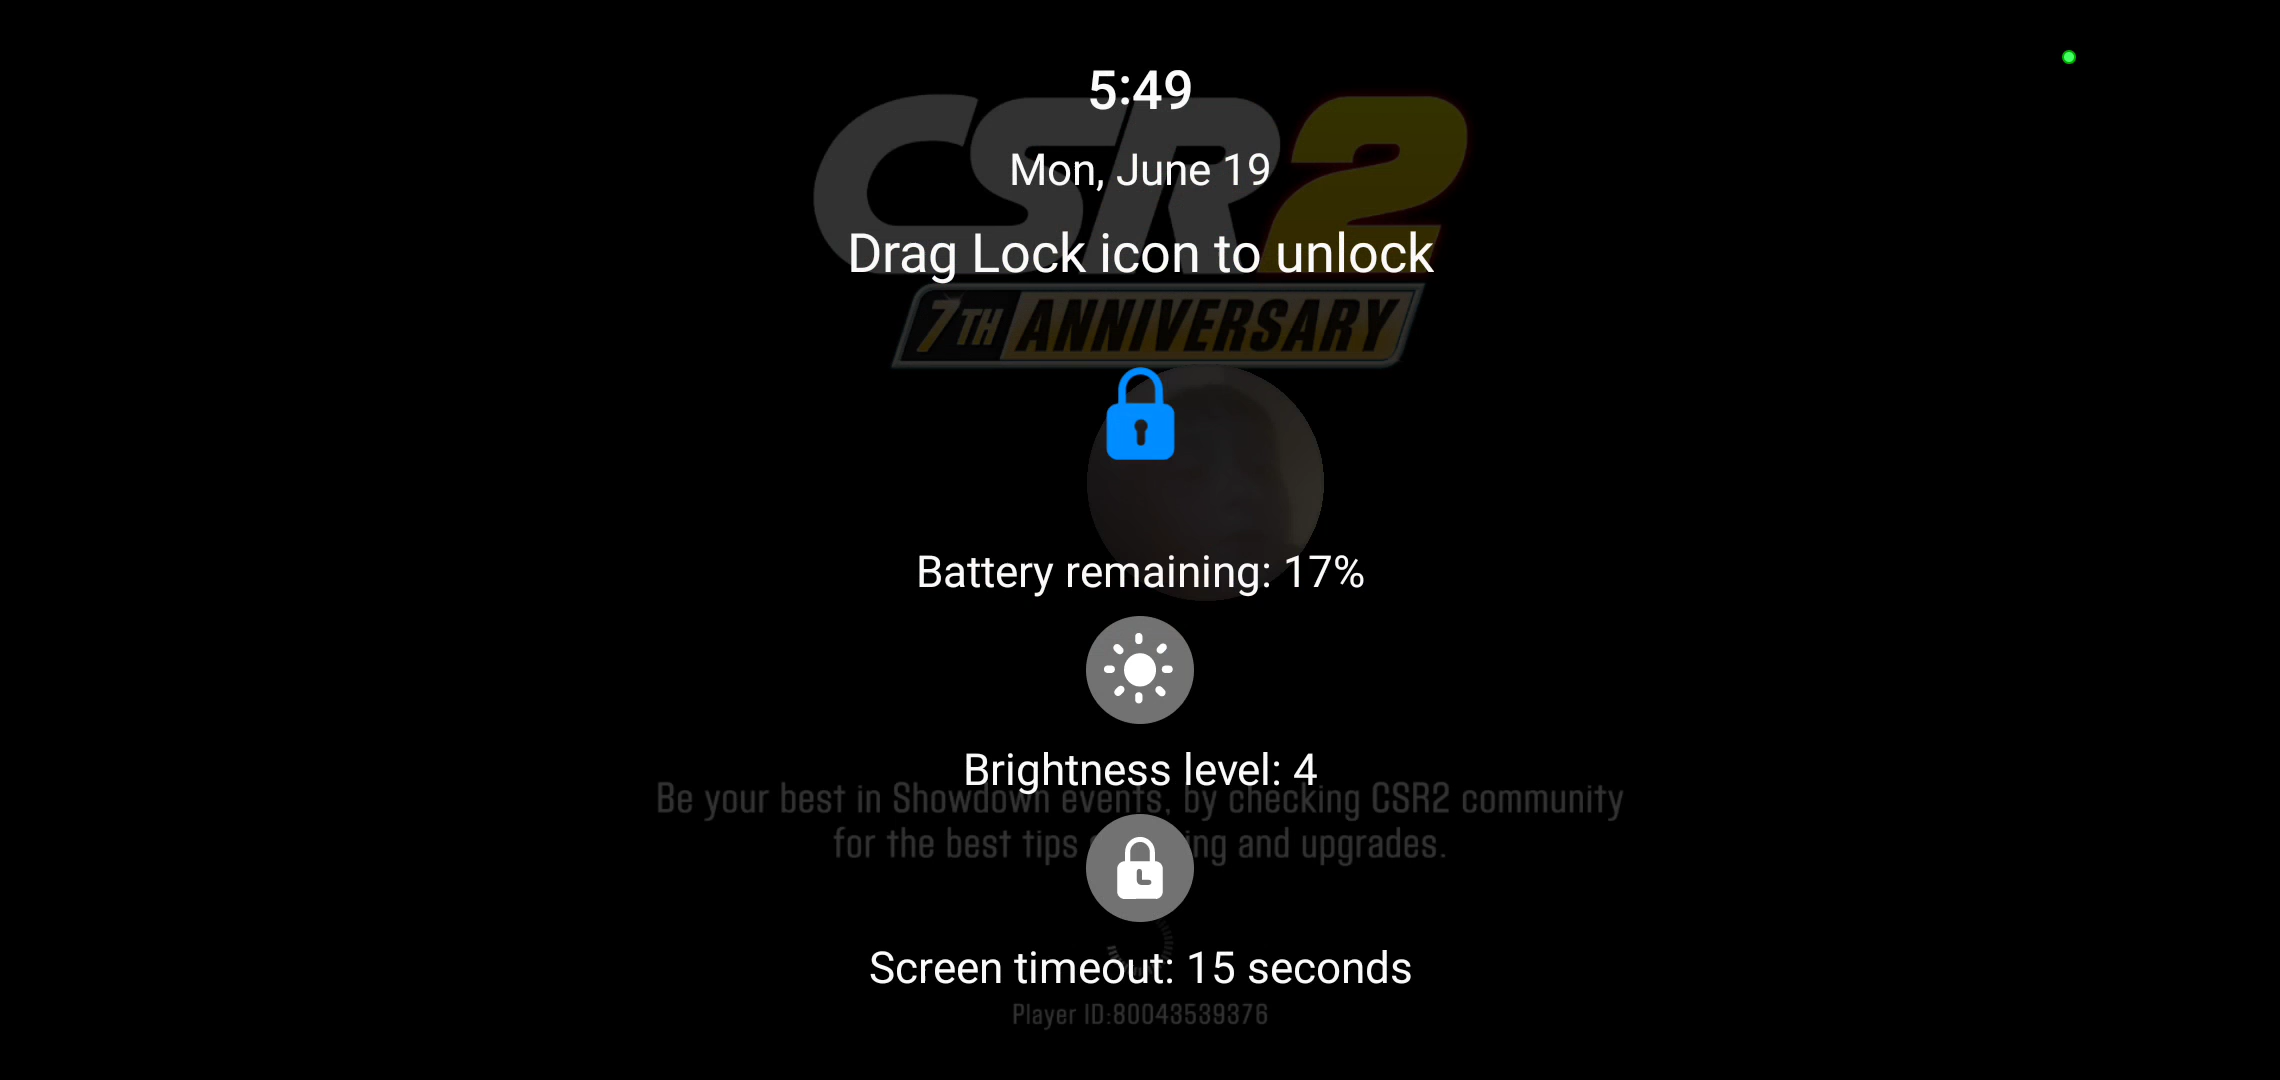 5:49
CSR2
Mon, June 19
Drag Lock icon to unlock
7TH ANNIVERSARY
Battery remaining: 17%
Brightness level: 4
Be your best in Showdown events, by checking CSR2 community
for the best tips ing and upgrades.
Screen timeout: 15 seconds
Player ID:80043539376